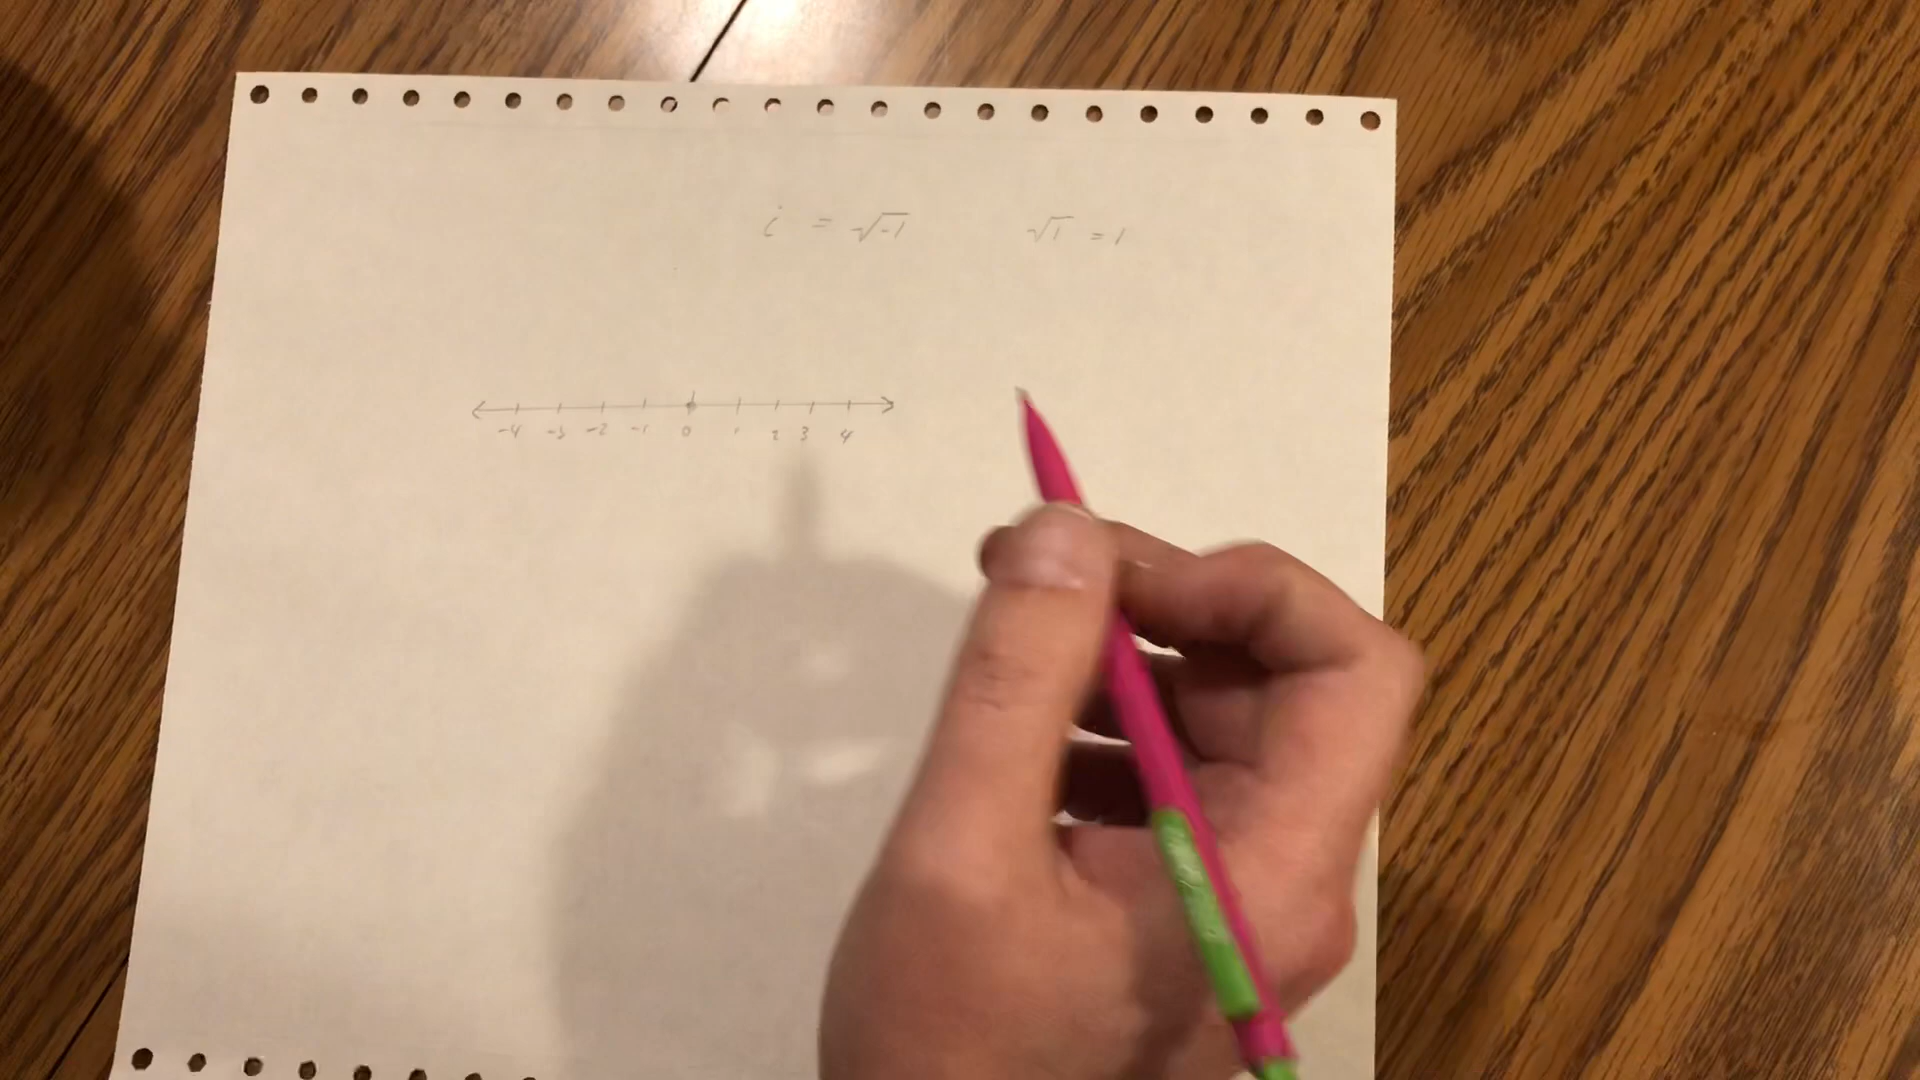 i = √-1 √1 = 1
-4 -3 -2 -1 0 1 2 3 4